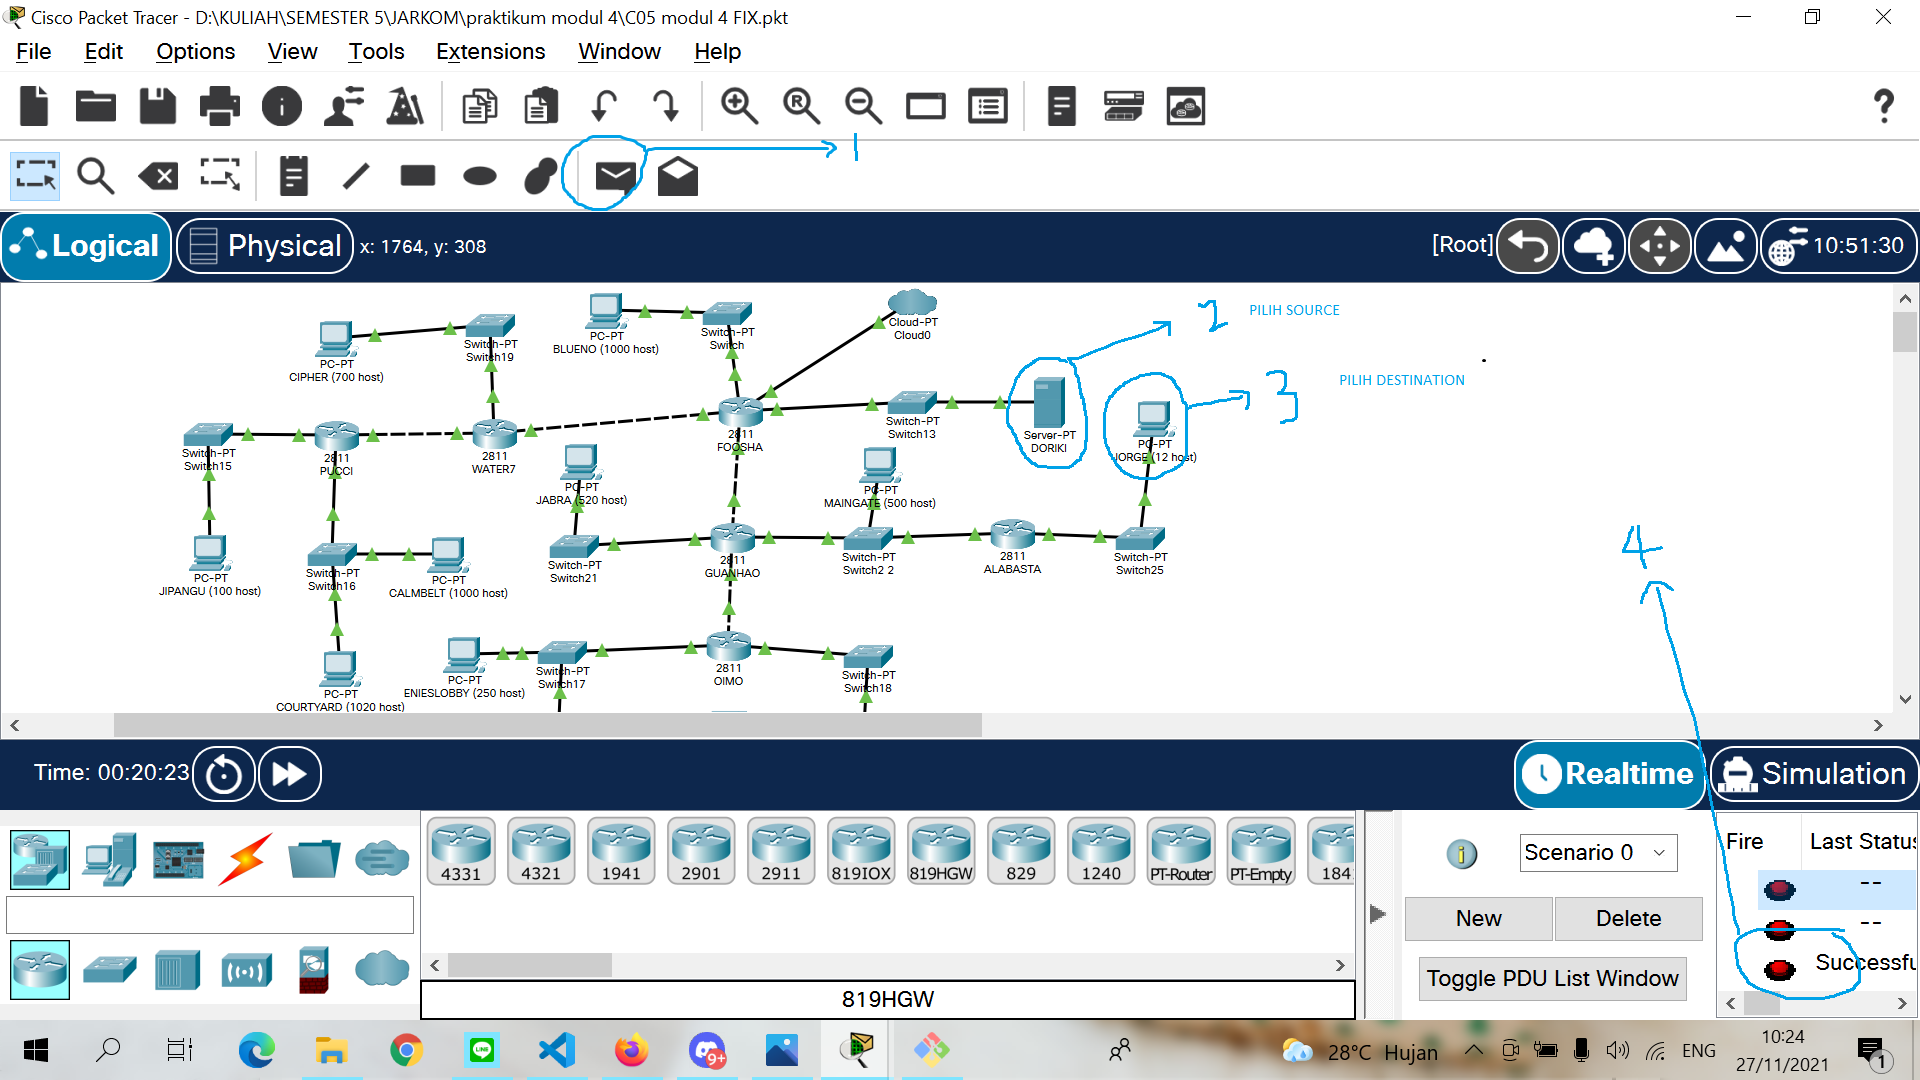 Cisco Packet Tracer - D:\KULIAH\SEMESTER 5\JARKOM\praktikum modul 4\C05 modul 4 FIX.pkt
File Edit Options View Tools Extensions Window Help
1
Logical Physical x: 1764, y: 308 [Root] 10:51:30
2 PILIH SOURCE
3 PILIH DESTINATION
4
PC-PT
CIPHER (700 host)
Switch-PT
Switch19
PC-PT
BLUENO (1000 host)
Switch-PT
Switch
Cloud-PT
Cloud0
Switch-PT
Switch15
2811
PUCCI
2811
WATER7
2811
FOOSHA
Switch-PT
Switch13
Server-PT
DORIKI
PC-PT
JORGE (12 host)
PC-PT
JABRA (520 host)
PC-PT
MAINGATE (500 host)
PC-PT
JIPANGU (100 host)
Switch-PT
Switch16
PC-PT
CALMBELT (1000 host)
Switch-PT
Switch21
2811
GUANHAO
Switch-PT
Switch2 2
2811
ALABASTA
Switch-PT
Switch25
PC-PT
COURTYARD (1020 host)
PC-PT
ENIESLOBBY (250 host)
Switch-PT
Switch17
2811
OIMO
Switch-PT
Switch18
Time: 00:20:23 Realtime Simulation
4331 4321 1941 2901 2911 819IOX 819HGW 829 1240 PT-Router PT-Empty 184
819HGW
Scenario 0
New Delete
Toggle PDU List Window
Fire Last Status
--
--
Successfu
28°C Hujan ENG 10:24
27/11/2021
9+
1